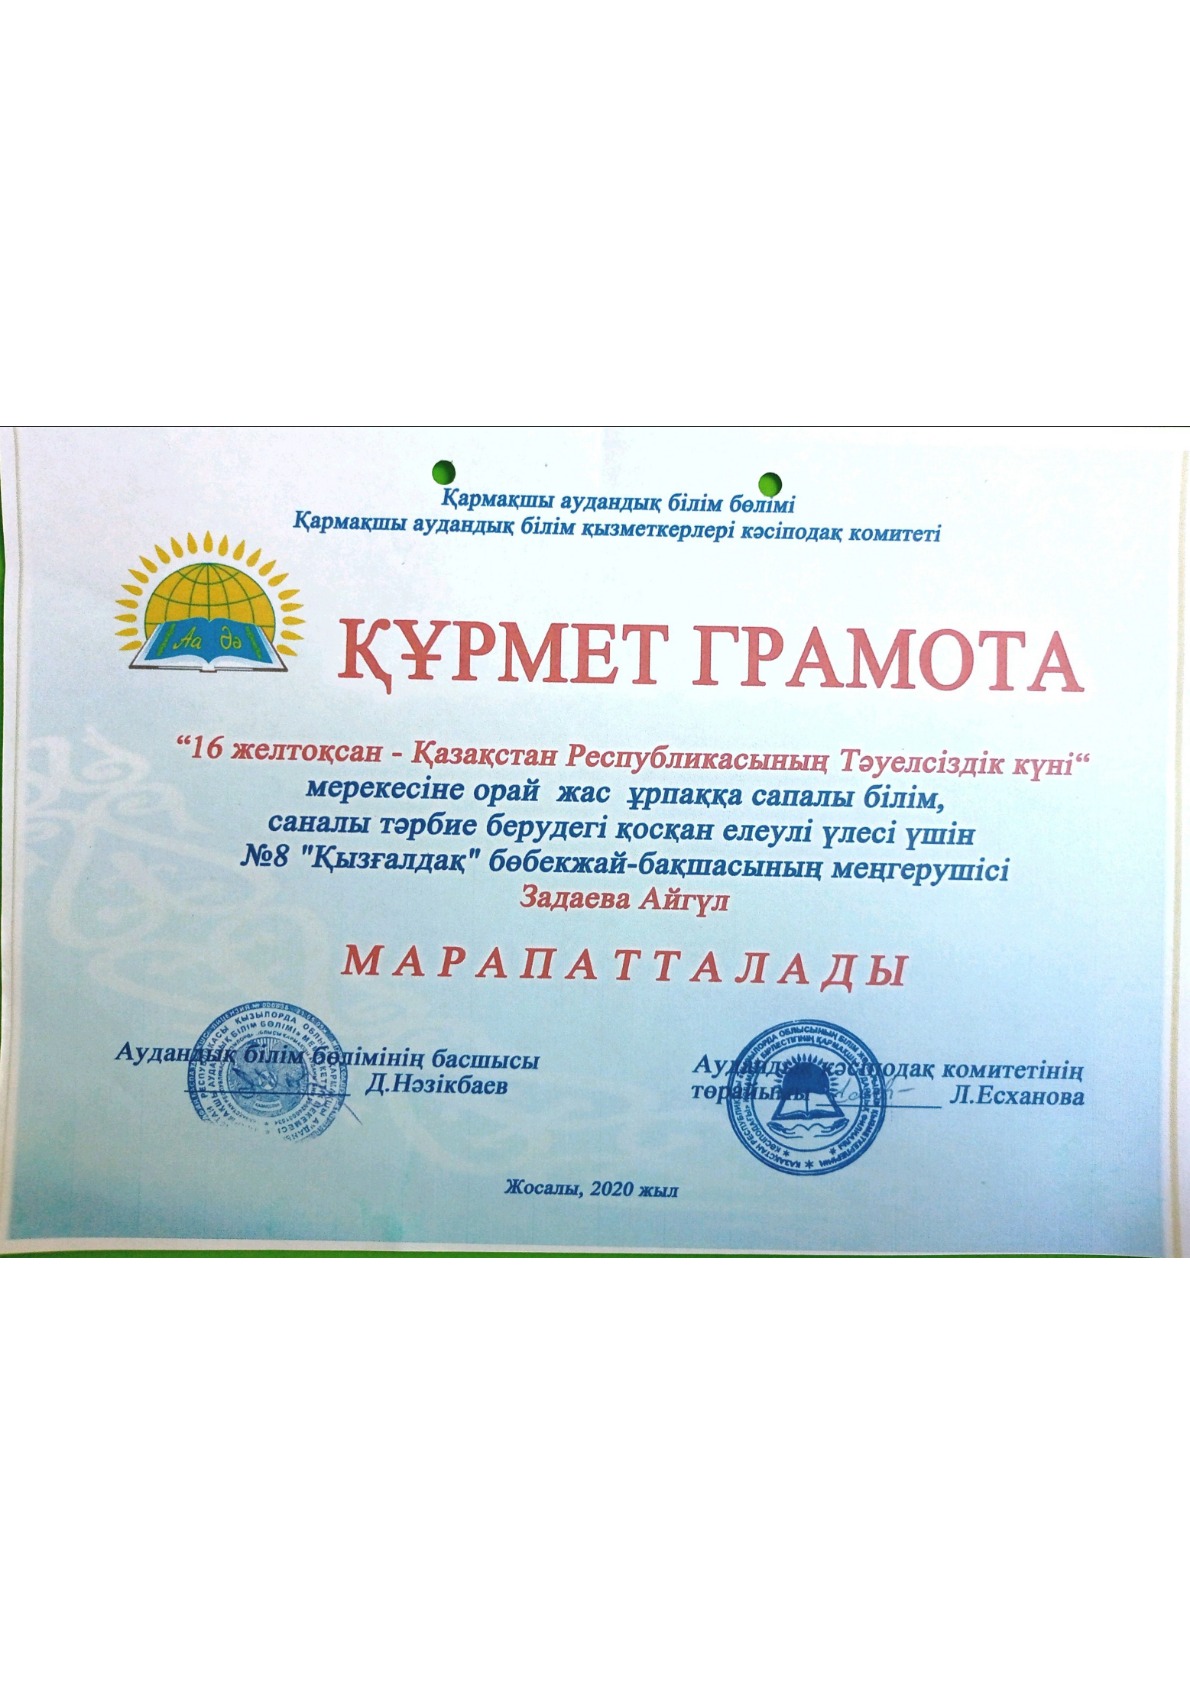 Қармақшы аудандық білім бөлімі
Қармақшы аудандық білім қызметкерлері кәсіподақ комитеті
Аа Әә
ҚҰРМЕТ ГРАМОТА
“16 желтоқсан - Қазақстан Республикасының Тәуелсіздік күні“
мерекесіне орай жас ұрпаққа сапалы білім,
саналы тәрбие берудегі қосқан елеулі үлесі үшін
№8 "Қызғалдақ" бөбекжай-бақшасының меңгерушісі
Задаева Айгүл
МАРАПАТТАЛАДЫ
Аудандық білім бөлімінің басшысы
Д.Нәзікбаев
Аудандық кәсіподақ комитетінің
төрайымы Л.Есханова
Жосалы, 2020 жыл